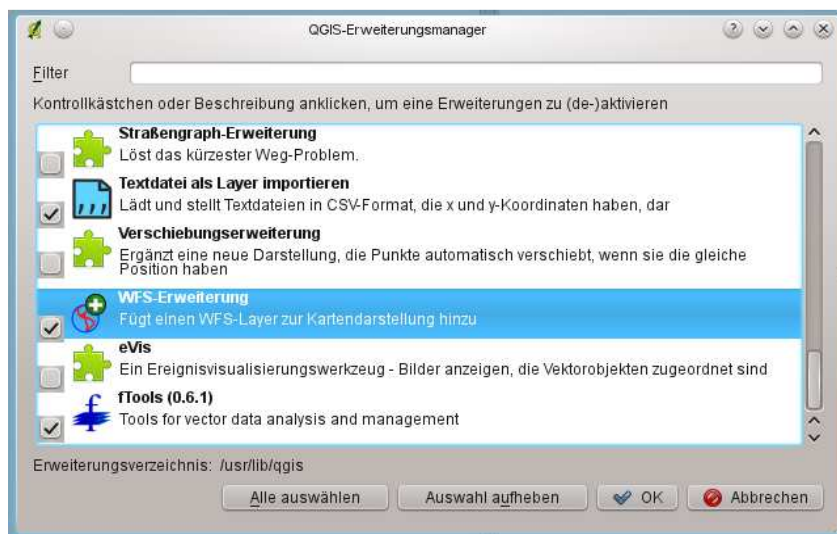 QGIS-Erweiterungsmanager
Filter
Kontrollkästchen oder Beschreibung anklicken, um eine Erweiterungen zu (de-)aktivieren
Straßengraph-Erweiterung
Löst das kürzester Weg-Problem.
Textdatei als Layer importieren
Lädt und stellt Textdateien in CSV-Format, die x und y-Koordinaten haben, dar
Verschiebungserweiterung
Ergänzt eine neue Darstellung, die Punkte automatisch verschiebt, wenn sie die gleiche
Position haben
WFS-Erweiterung
Fügt einen WFS-Layer zur Kartendarstellung hinzu
eVis
Ein Ereignisvisualisierungswerkzeug - Bilder anzeigen, die Vektorobjekten zugeordnet sind
fTools (0.6.1)
Tools for vector data analysis and management
Erweiterungsverzeichnis: /usr/lib/qgis
Alle auswählen Auswahl aufheben OK Abbrechen